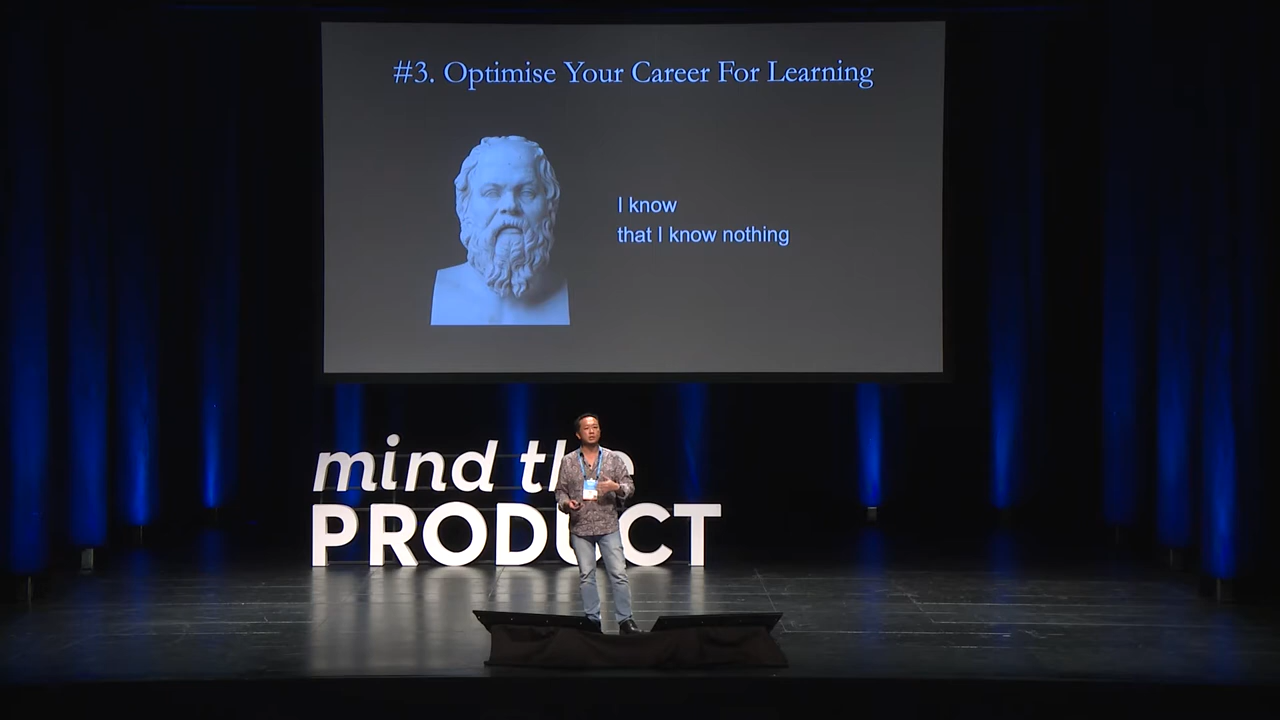 #3. Optimise Your Career For Learning
I know
that I know nothing
mind the
PRODUCT